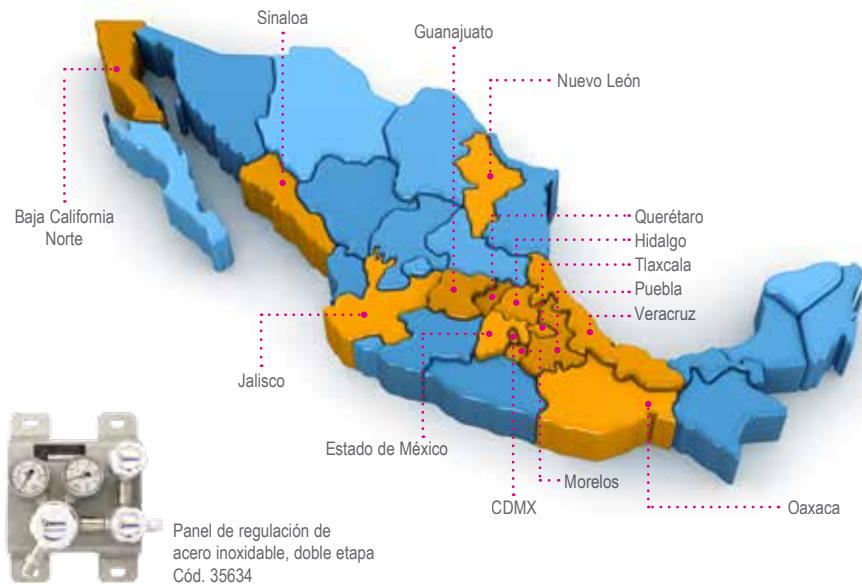 Sinaloa
Guanajuato
Nuevo León
Baja California
Norte
Querétaro
Hidalgo
Tlaxcala
Puebla
Veracruz
Jalisco
Estado de México
Morelos
CDMX
Oaxaca
Panel de regulación de
acero inoxidable, doble etapa
Cód. 35634